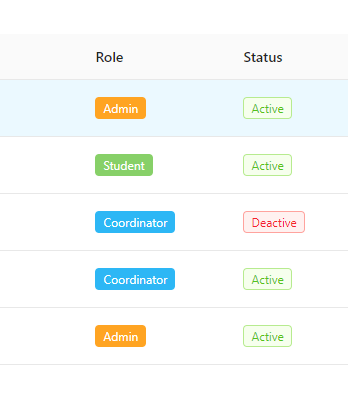 Role Status
Admin Active
Student Active
Coordinator Deactive
Coordinator Active
Admin Active